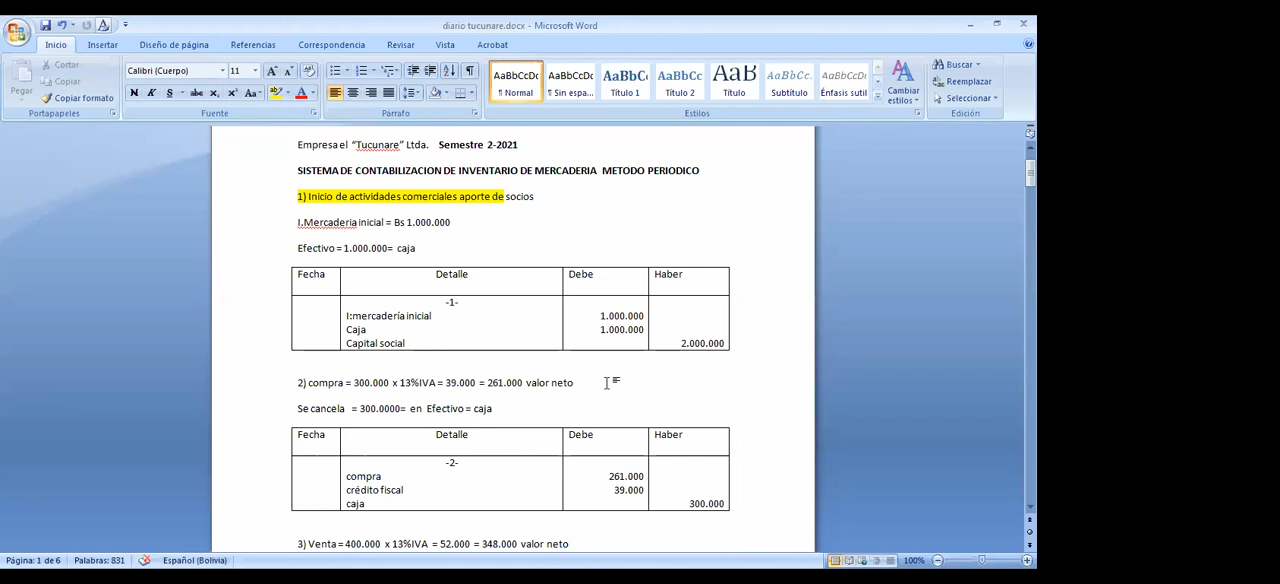 diario tucunare.docx - Microsoft Word
Inicio Insertar Diseño de página Referencias Correspondencia Revisar Vista Acrobat
Cortar
Copiar
Pegar
Copiar formato
Portapapeles
Calibri (Cuerpo) 11
Fuente
Párrafo
AaBbCcDc AaBbCcDc AaBbC AaBbCc AaB AaBbCc. AaBbCcDc
¶ Normal ¶ Sin espa... Título 1 Título 2 Título Subtítulo Énfasis sutil
Cambiar
estilos
Estilos
Buscar
Reemplazar
Seleccionar
Edición
Empresa el “Tucunare” Ltda. Semestre 2-2021
SISTEMA DE CONTABILIZACION DE INVENTARIO DE MERCADERIA METODO PERIODICO
1) Inicio de actividades comerciales aporte de socios
I.Mercaderia inicial = Bs 1.000.000
Efectivo = 1.000.000= caja
Fecha Detalle Debe Haber
-1-
I:mercadería inicial 1.000.000
Caja 1.000.000
Capital social 2.000.000
2) compra = 300.000 x 13%IVA = 39.000 = 261.000 valor neto
Se cancela = 300.0000= en Efectivo = caja
Fecha Detalle Debe Haber
-2-
compra 261.000
crédito fiscal 39.000
caja 300.000
3) Venta = 400.000 x 13%IVA = 52.000 = 348.000 valor neto
Página: 1 de 6 Palabras: 831 Español (Bolivia) 100%